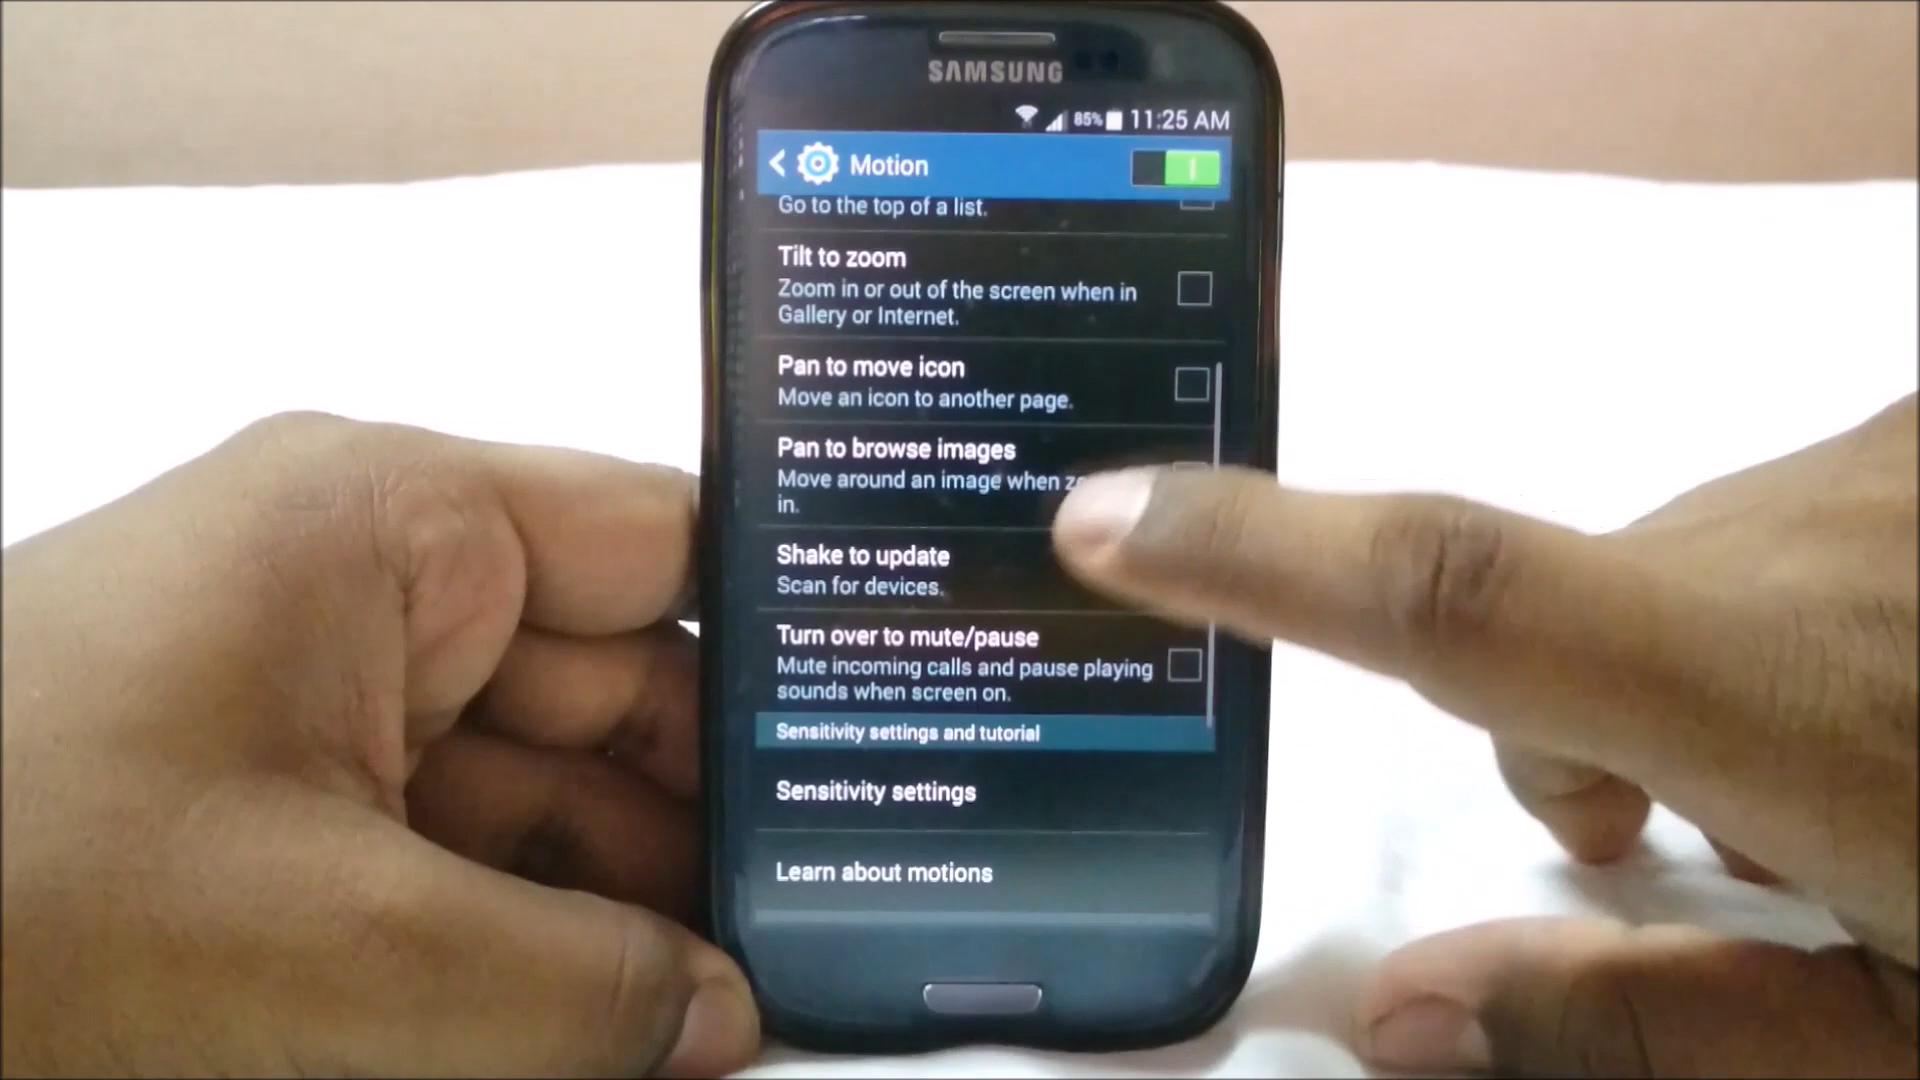 SAMSUNG
85% 11:25 AM
Motion
Go to the top of a list.
Tilt to zoom
Zoom in or out of the screen when in
Gallery or Internet.
Pan to move icon
Move an icon to another page.
Pan to browse images
Move around an image when
in.
Shake to update
Scan for devices.
Turn over to mute/pause
Mute incoming calls and pause playing
sounds when screen on.
Sensitivity settings and tutorial
Sensitivity settings
Learn about motions